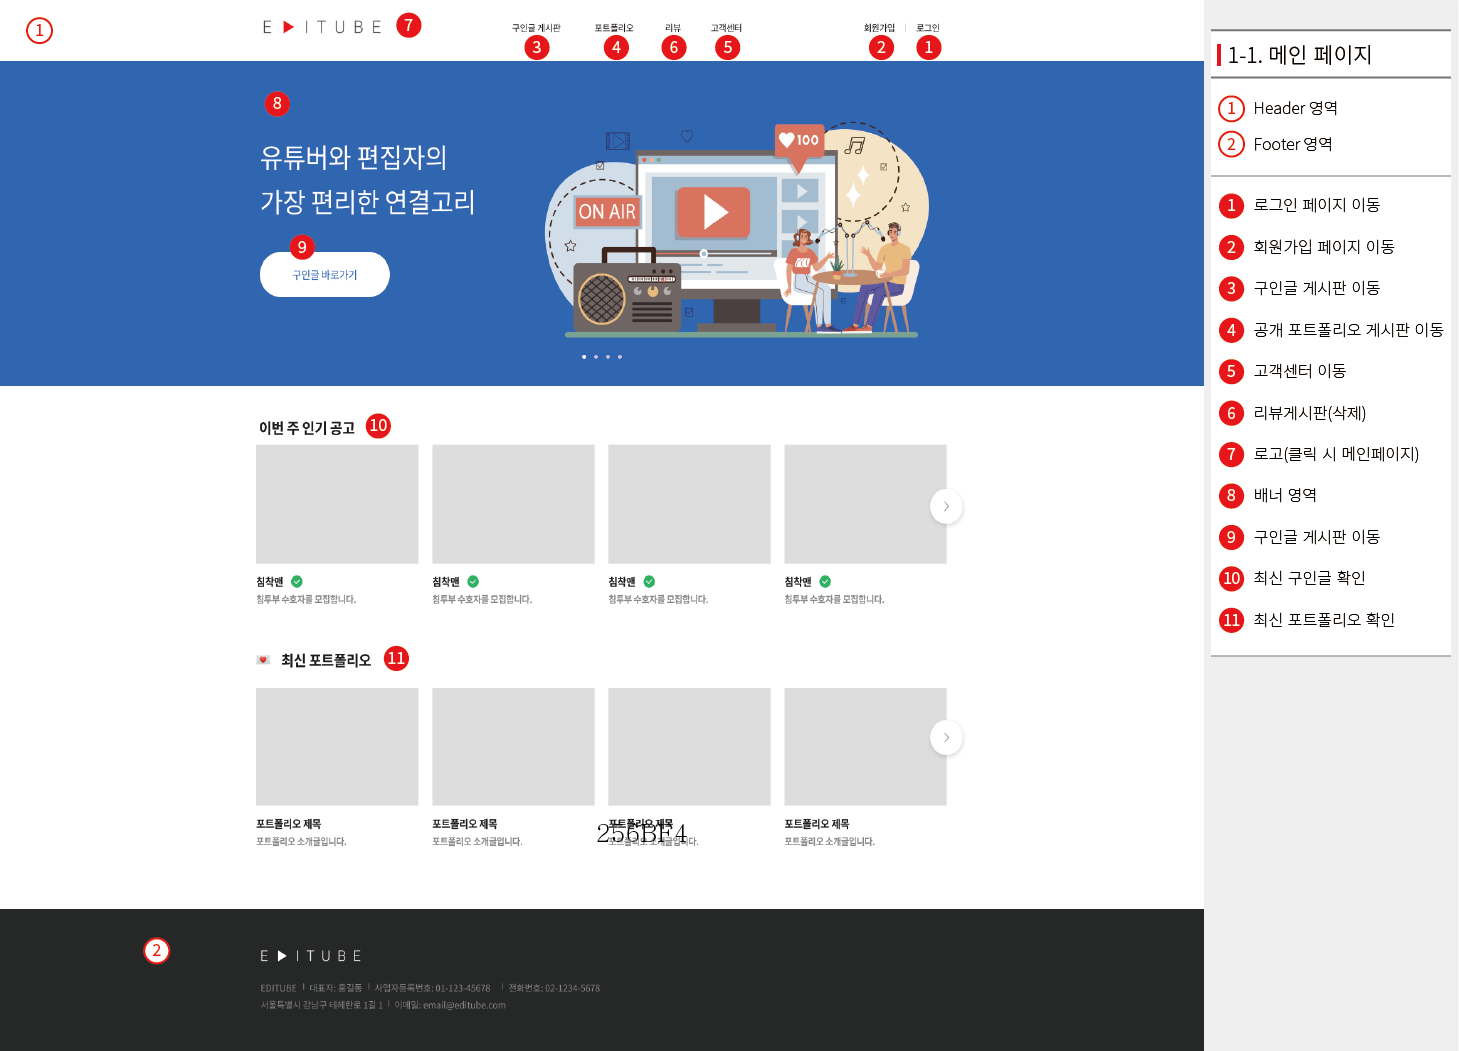 1
E ▶ I T U B E
7
구인글 게시판
포트폴리오
리뷰
고객센터
회원가입
로그인
3
4
6
5
2
1
8
유튜버와 편집자의
가장 편리한 연결고리
9
구인글 바로가기
100
ON AIR
이번 주 인기 공고
10
침착맨
침착맨
침착맨
침착맨
침투부 수호자를 모집합니다.
침투부 수호자를 모집합니다.
침투부 수호자를 모집합니다.
침투부 수호자를 모집합니다.
최신 포트폴리오
11
포트폴리오 제목
포트폴리오 제목
포트폴리오 제목
포트폴리오 제목
256BF4
포트폴리오 소개글입니다.
포트폴리오 소개글입니다.
포트폴리오 소개글입니다.
포트폴리오 소개글입니다.
2
E ▶ I T U B E
EDITUBE | 대표자: 홍길동 | 사업자등록번호: 01-123-45678 | 전화번호: 02-1234-5678
서울특별시 강남구 테헤란로 1길 1 | 이메일: email@editube.com
1-1. 메인 페이지
1 Header 영역
2 Footer 영역
1 로그인 페이지 이동
2 회원가입 페이지 이동
3 구인글 게시판 이동
4 공개 포트폴리오 게시판 이동
5 고객센터 이동
6 리뷰게시판(삭제)
7 로고(클릭 시 메인페이지)
8 배너 영역
9 구인글 게시판 이동
10 최신 구인글 확인
11 최신 포트폴리오 확인